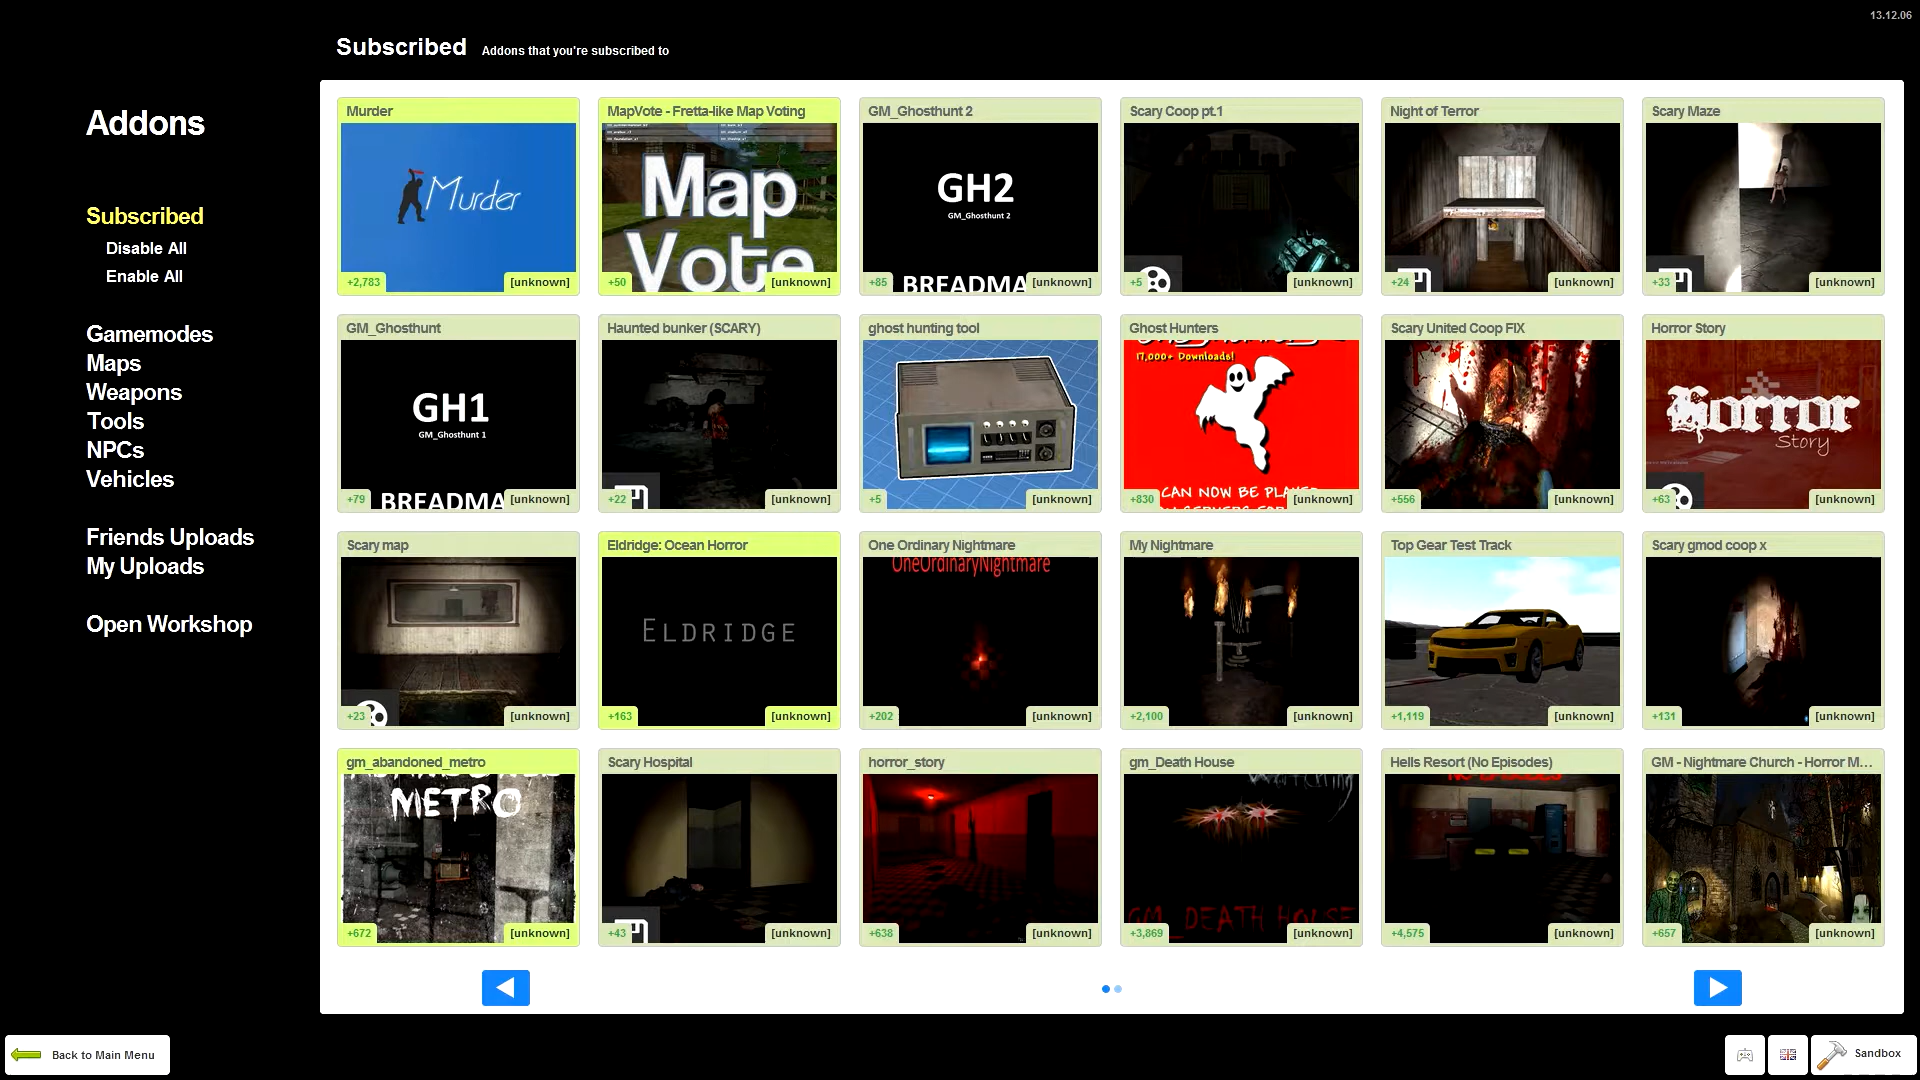 13.12.06
Subscribed Addons that you're subscribed to
Addons
Subscribed
Disable All
Enable All
Gamemodes
Maps
Weapons
Tools
NPCs
Vehicles
Friends Uploads
My Uploads
Open Workshop
Murder
Murder
+2,783
[unknown]
MapVote - Fretta-like Map Voting
Map
Vote
+50
[unknown]
GM_Ghosthunt 2
GH2
GM_Ghosthunt 2
BREADMA
+85
[unknown]
Scary Coop pt.1
+5
[unknown]
Night of Terror
+24
[unknown]
Scary Maze
+33
[unknown]
GM_Ghosthunt
GH1
GM_Ghosthunt 1
BREADMA
+79
[unknown]
Haunted bunker (SCARY)
+22
[unknown]
ghost hunting tool
+5
[unknown]
Ghost Hunters
17,000+ Downloads!
CAN NOW BE PLAYE
+830
[unknown]
Scary United Coop FIX
+556
[unknown]
Horror Story
Horror
Story
+63
[unknown]
Scary map
+23
[unknown]
Eldridge: Ocean Horror
ELDRIDGE
+163
[unknown]
One Ordinary Nightmare
OneOrdinaryNightmare
+202
[unknown]
My Nightmare
+2,100
[unknown]
Top Gear Test Track
+1,119
[unknown]
Scary gmod coop x
+131
[unknown]
gm_abandoned_metro
METRO
+672
[unknown]
Scary Hospital
+43
[unknown]
horror_story
+638
[unknown]
gm_Death House
Watching
GM_DEATH HOUSE
+3,869
[unknown]
Hells Resort (No Episodes)
NO EPISODES
+4,575
[unknown]
GM - Nightmare Church - Horror M...
+657
[unknown]
Back to Main Menu
Sandbox